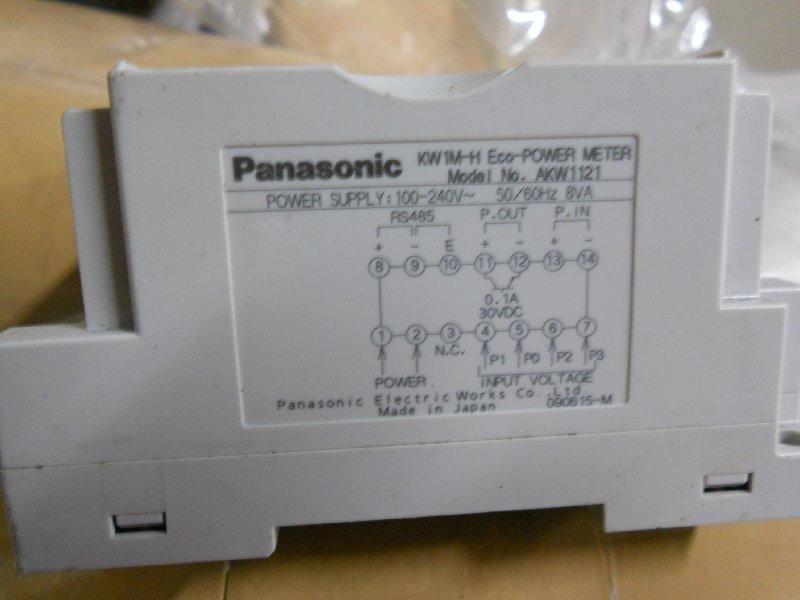 Panasonic KW1M-H Eco-POWER METER
Model No. AKW1121
POWER SUPPLY:100-240V~ 50/60Hz 8VA
RS485 P.OUT P.IN
+ - E + - + -
8 9 10 11 12 13 14
0.1A
30VDC
1 2 3 4 5 6 7
N.C. P1 P0 P2 P3
POWER INPUT VOLTAGE
Panasonic Electric Works Co.,Ltd.
Made in Japan 090615-M